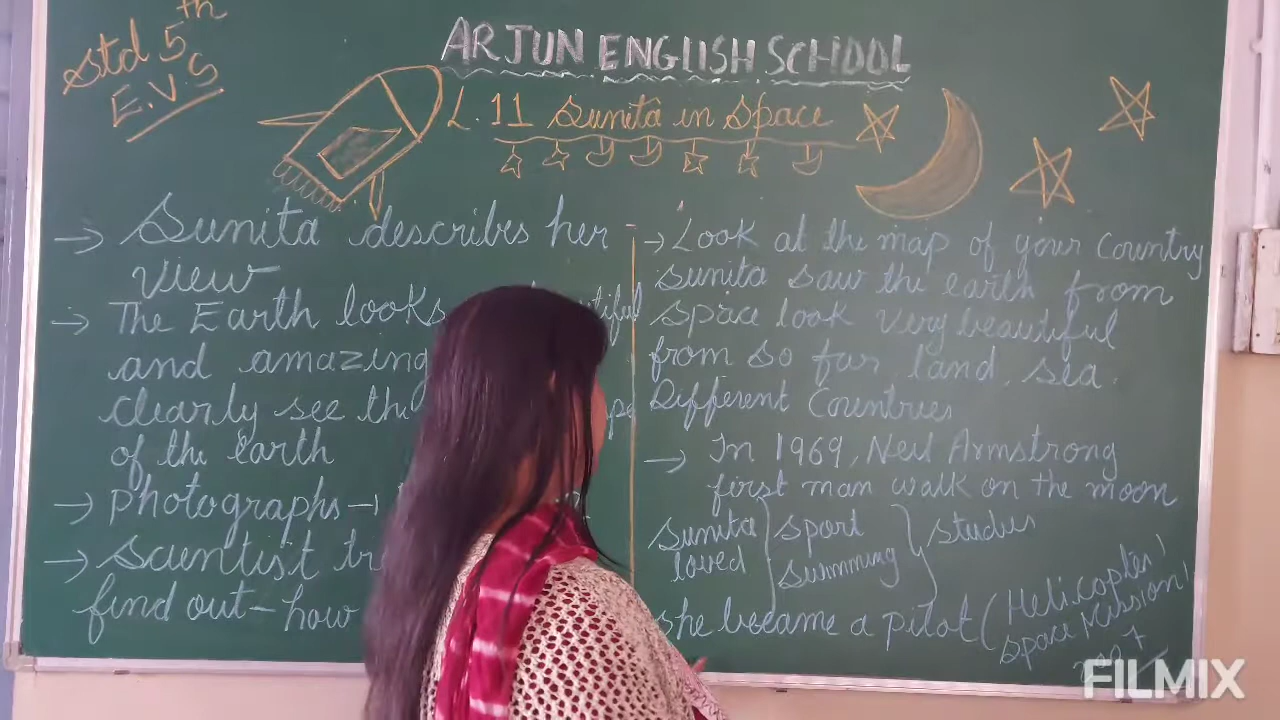 Std 5th
E.V.S
ARJUN ENGLISH SCHOOL
L.11 Sunita in Space
→ Sunita describes her
view
→ The Earth looks
and amazing
clearly see the
of the Earth
→ Photographs →
→ Scientist
find out - how
→ Look at the map of your Country
Sunita saw the earth from
space look very beautiful
from so far, land, sea.
Different Countries
→ In 1969, Neil Armstrong
first man walk on the moon
Sunita loved } sport Swimming } studies
she became a pilot (Helicopter,
space Mission,
FILMIX